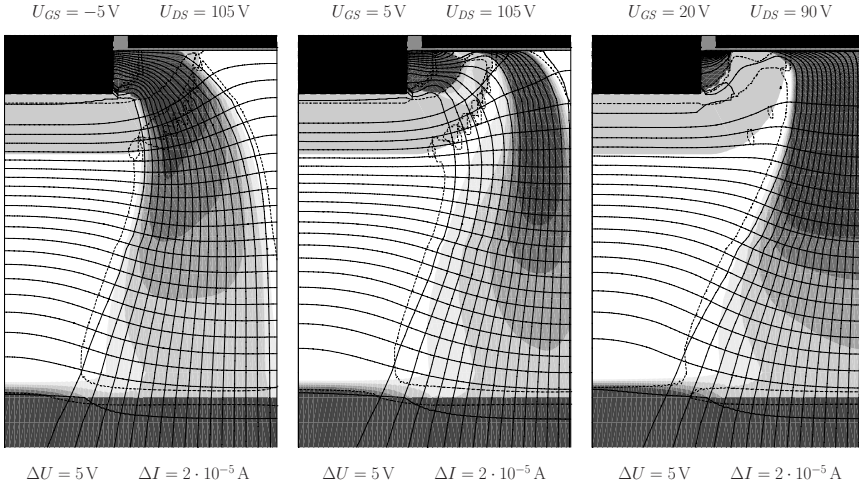 U_GS = −5 V U_DS = 105 V
U_GS = 5 V U_DS = 105 V
U_GS = 20 V U_DS = 90 V
ΔU = 5 V ΔI = 2 · 10⁻⁵ A
ΔU = 5 V ΔI = 2 · 10⁻⁵ A
ΔU = 5 V ΔI = 2 · 10⁻⁵ A